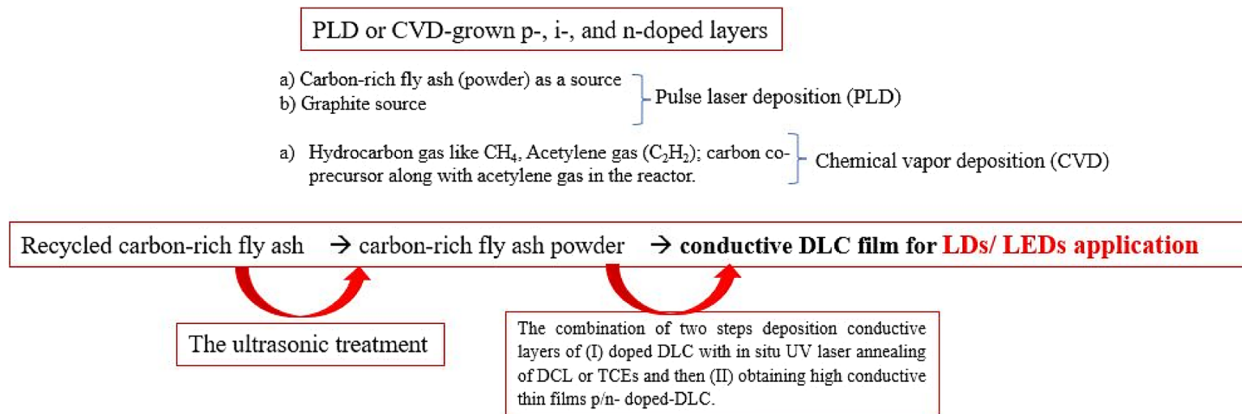 PLD or CVD-grown p-, i-, and n-doped layers
a) Carbon-rich fly ash (powder) as a source
b) Graphite source
Pulse laser deposition (PLD)
a) Hydrocarbon gas like CH₄, Acetylene gas (C₂H₂); carbon co-
precursor along with acetylene gas in the reactor.
Chemical vapor deposition (CVD)
Recycled carbon-rich fly ash → carbon-rich fly ash powder → conductive DLC film for LDs/ LEDs application
The ultrasonic treatment
The combination of two steps deposition conductive
layers of (I) doped DLC with in situ UV laser annealing
of DCL or TCEs and then (II) obtaining high conductive
thin films p/n- doped-DLC.